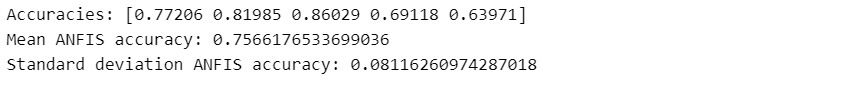 Accuracies: [0.77206 0.81985 0.86029 0.69118 0.63971]
Mean ANFIS accuracy: 0.7566176533699036
Standard deviation ANFIS accuracy: 0.08116260974287018